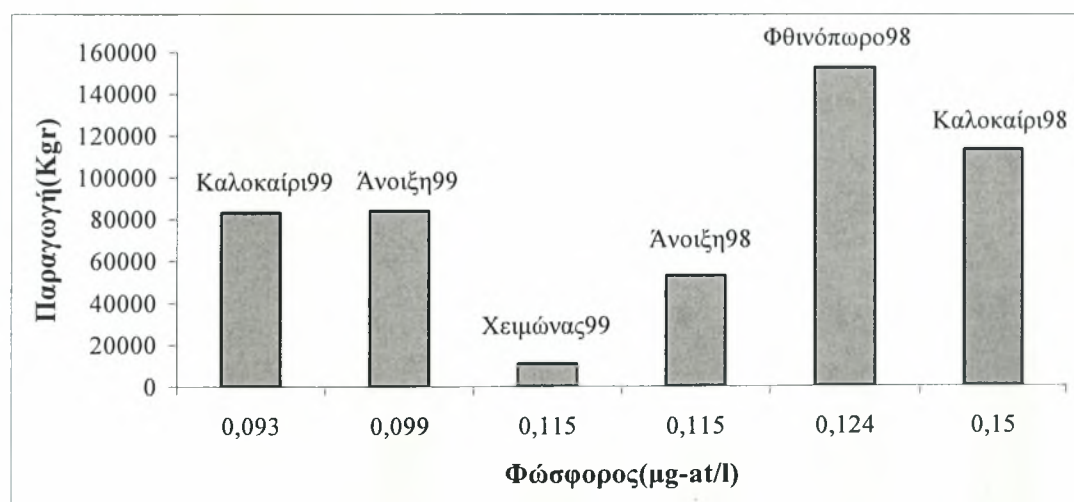 Παραγωγή(Kgr)
160000
140000
120000
100000
80000
60000
40000
20000
0
Καλοκαίρι99
Άνοιξη99
Χειμώνας99
Άνοιξη98
Φθινόπωρο98
Καλοκαίρι98
0,093 0,099 0,115 0,115 0,124 0,15
Φώσφορος(μg-at/l)